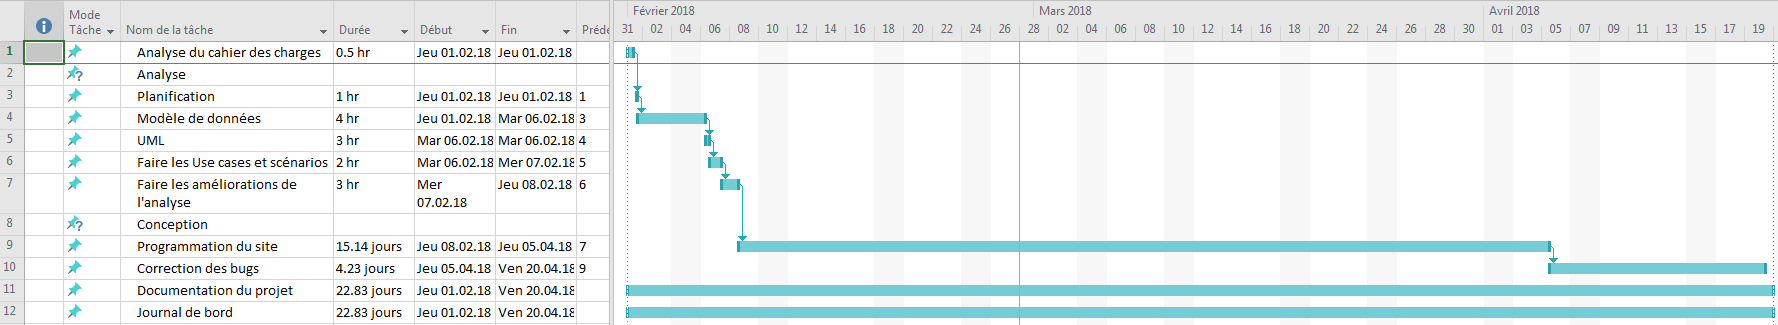 Février 2018 Mars 2018 Avril 2018
Mode Tâche Nom de la tâche Durée Début Fin Préde
31 02 04 06 08 10 12 14 16 18 20 22 24 26 28 02 04 06 08 10 12 14 16 18 20 22 24 26 28 30 01 03 05 07 09 11 13 15 17 19
1 Analyse du cahier des charges 0.5 hr Jeu 01.02.18 Jeu 01.02.18
2 ? Analyse
3 Planification 1 hr Jeu 01.02.18 Jeu 01.02.18 1
4 Modèle de données 4 hr Jeu 01.02.18 Mar 06.02.18 3
5 UML 3 hr Mar 06.02.18 Mar 06.02.18 4
6 Faire les Use cases et scénarios 2 hr Mar 06.02.18 Mer 07.02.18 5
7 Faire les améliorations de l'analyse 3 hr Mer 07.02.18 Jeu 08.02.18 6
8 ? Conception
9 Programmation du site 15.14 jours Jeu 08.02.18 Jeu 05.04.18 7
10 Correction des bugs 4.23 jours Jeu 05.04.18 Ven 20.04.18 9
11 Documentation du projet 22.83 jours Jeu 01.02.18 Ven 20.04.18
12 Journal de bord 22.83 jours Jeu 01.02.18 Ven 20.04.18